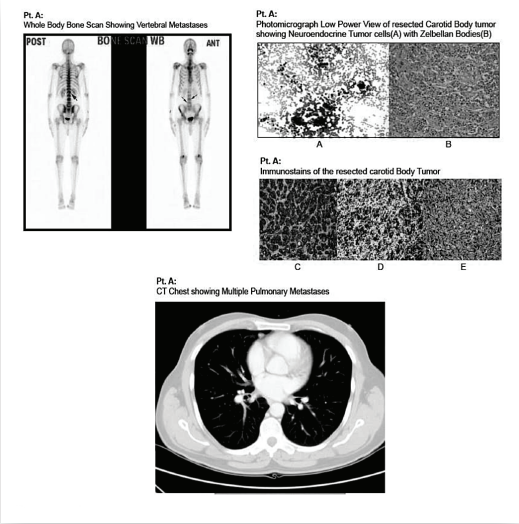 Pt. A:
Whole Body Bone Scan Showing Vertebral Metastases
POST
BONE SCAN WB
ANT
Pt. A:
Photomicrograph Low Power View of resected Carotid Body tumor
showing Neuroendocrine Tumor cells(A) with Zelbellan Bodies(B)
A
B
Pt. A:
Immunostains of the resected carotid Body Tumor
C
D
E
Pt. A:
CT Chest showing Multiple Pulmonary Metastases